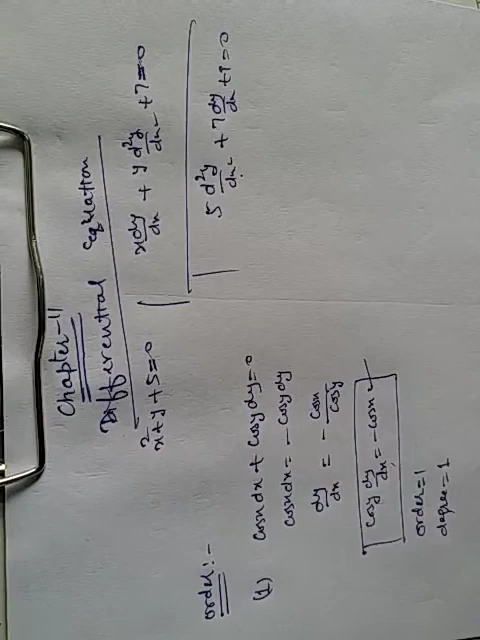 Chapter-11
Differential equation
x²+y+5=0
xdy/dx + y d²y/dx² +7=0
5 d²y/dx² + 7 dy/dx +9=0
order:-
(1) cosx dx + cosy dy=0
cosx dx = - cosy dy
dy/dx = - cosx/cosy
cosy dy/dx = -cosx
order=1
degree=1